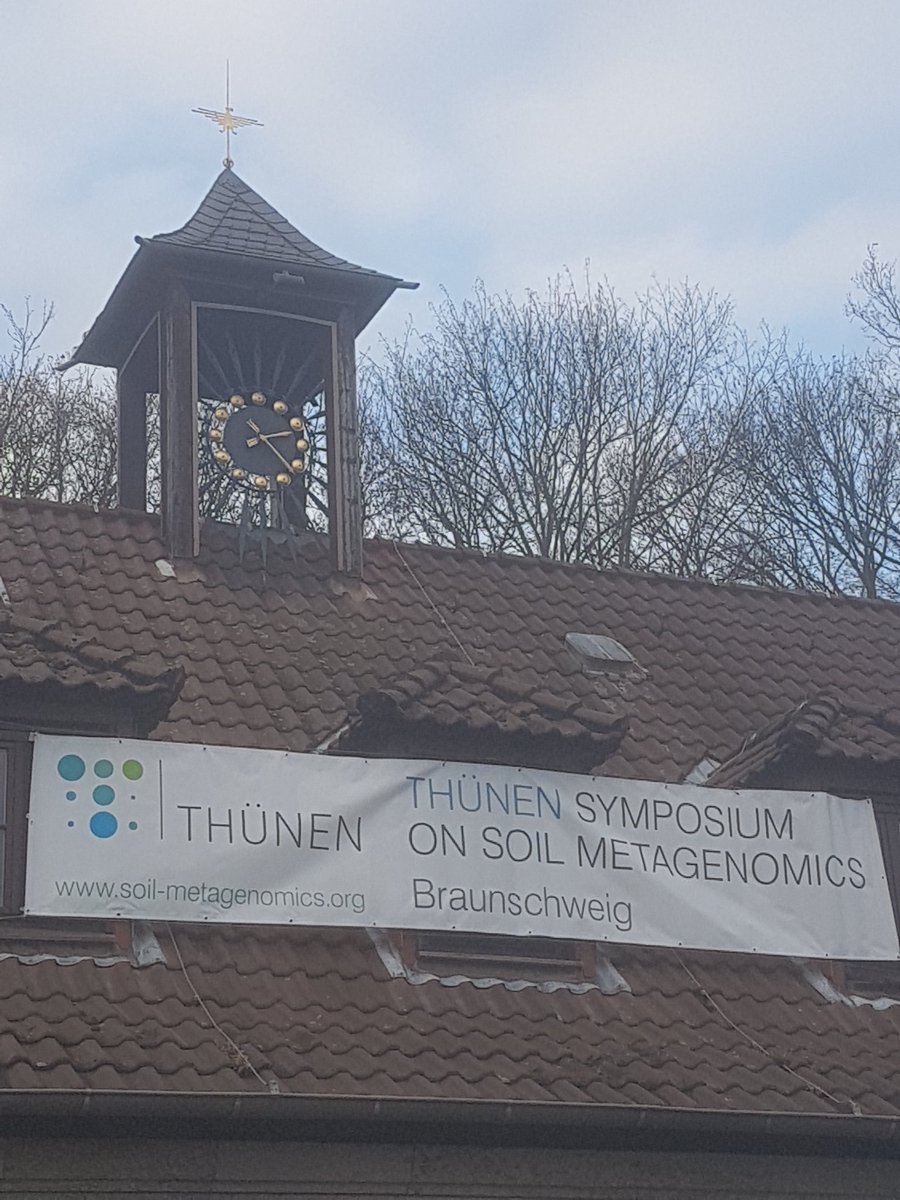 THÜNEN
www.soil-metagenomics.org
THÜNEN SYMPOSIUM
ON SOIL METAGENOMICS
Braunschweig